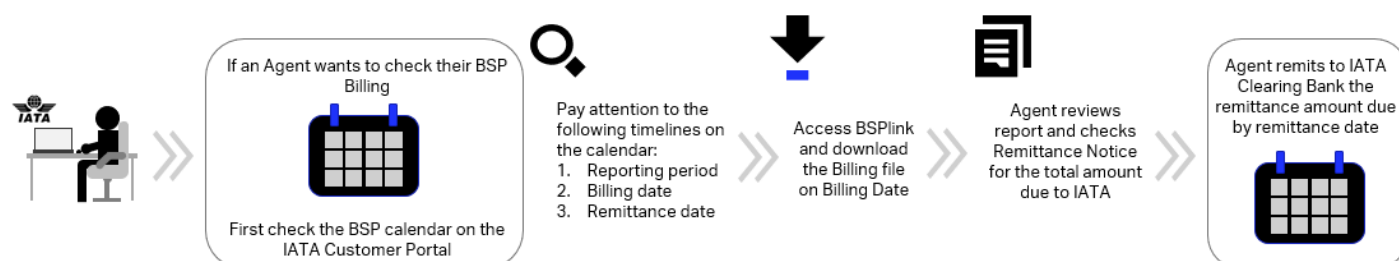 IATA
If an Agent wants to check their BSP
Billing
First check the BSP calendar on the
IATA Customer Portal
Pay attention to the
following timelines on
the calendar:
1. Reporting period
2. Billing date
3. Remittance date
Access BSPlink
and download
the Billing file
on Billing Date
Agent reviews
report and checks
Remittance Notice
for the total amount
due to IATA
Agent remits to IATA
Clearing Bank the
remittance amount due
by remittance date